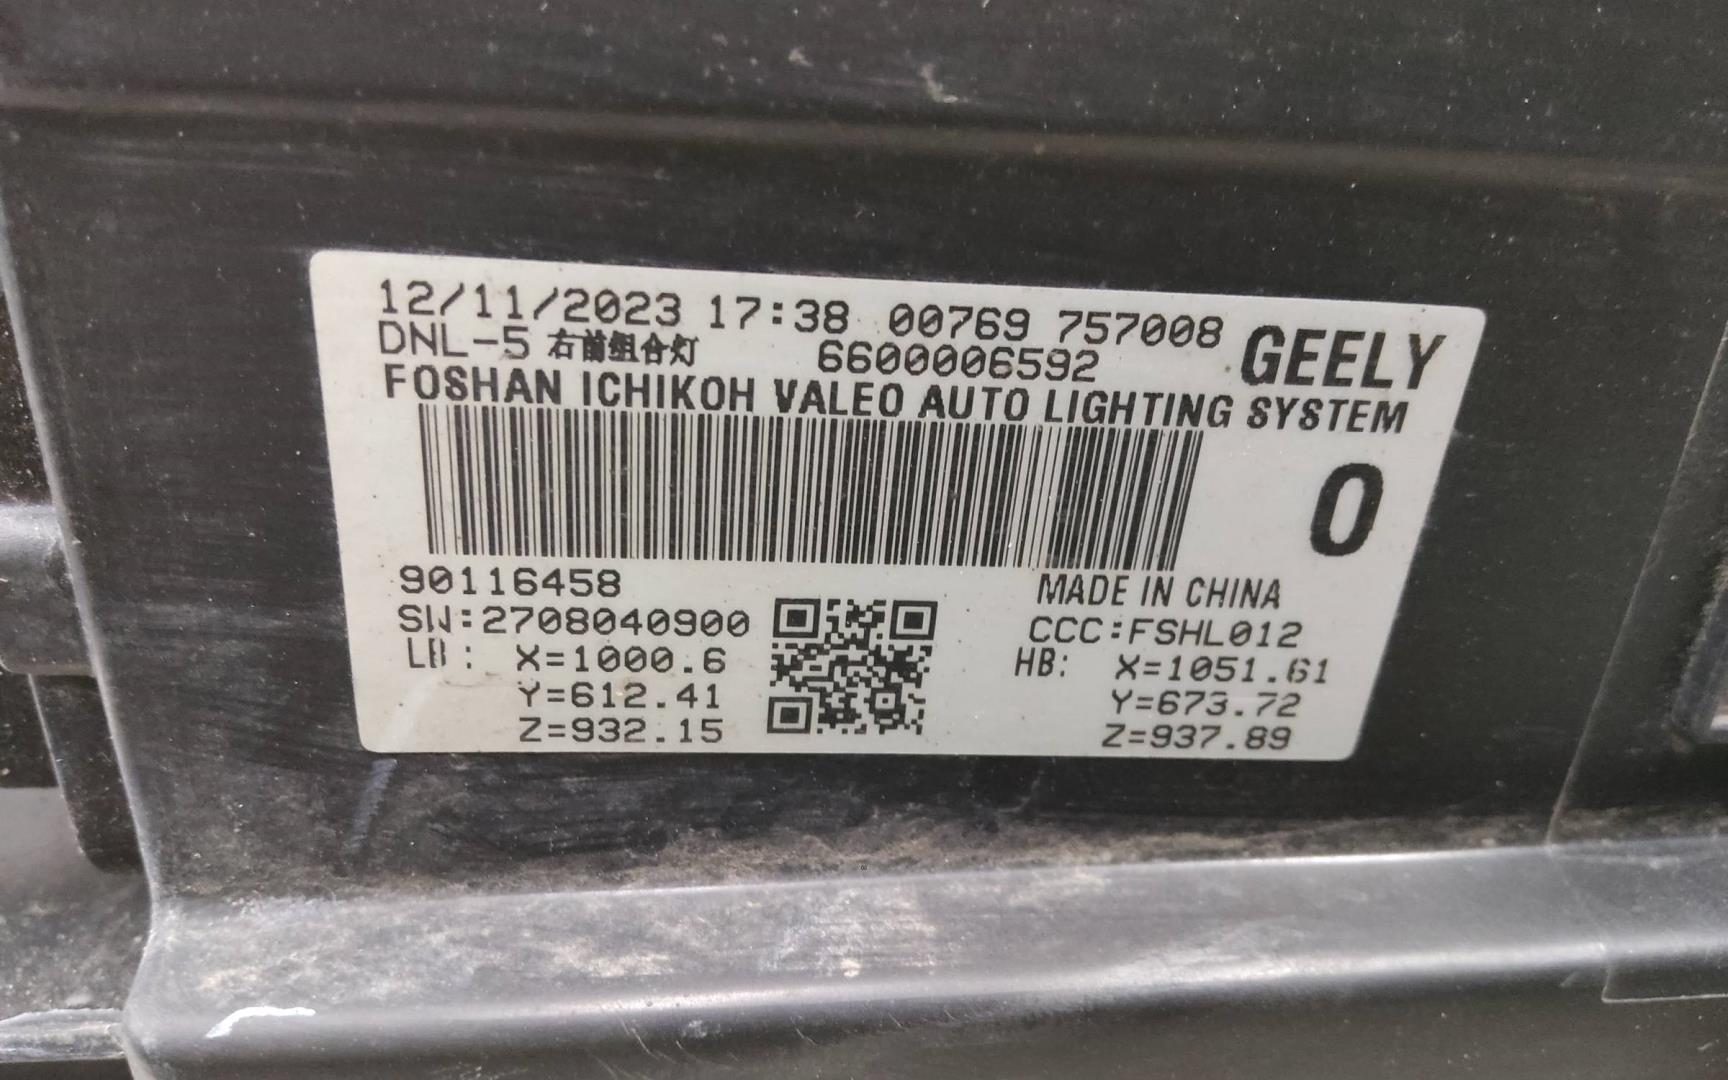 12/11/2023 17:38 00769 757008
DNL-5 右前组合灯 6600006592 GEELY
FOSHAN ICHIKOH VALEO AUTO LIGHTING SYSTEM
0
90116458 MADE IN CHINA
SW:2708040900 CCC:FSHL012
LB: X=1000.6 HB: X=1051.61
Y=612.41 Y=673.72
Z=932.15 Z=937.89